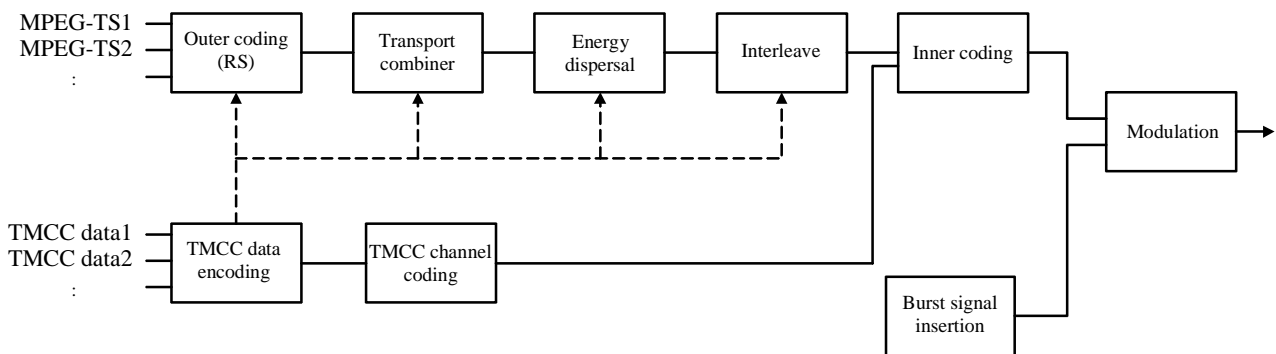 MPEG-TS1
MPEG-TS2
:
Outer coding
(RS)
Transport
combiner
Energy
dispersal
Interleave
Inner coding
Modulation
TMCC data1
TMCC data2
:
TMCC data
encoding
TMCC channel
coding
Burst signal
insertion